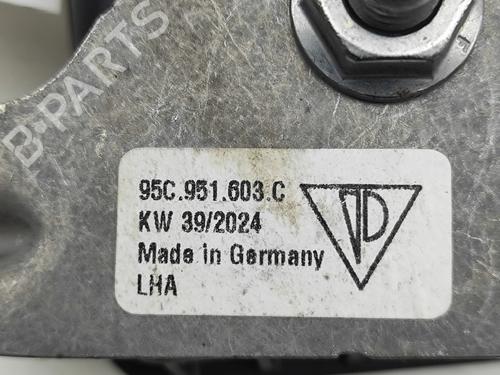 B-PARTS
95C.951.603.C
KW 39/2024
Made in Germany
LHA